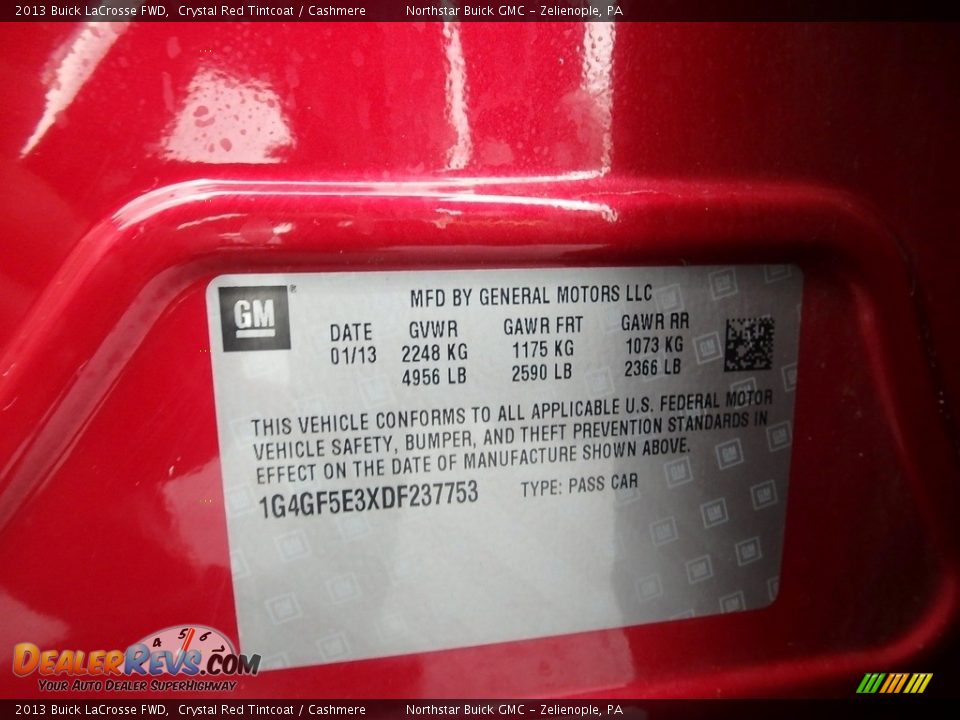 2013 Buick LaCrosse FWD, Crystal Red Tintcoat / Cashmere Northstar Buick GMC - Zelienople, PA
GM
MFD BY GENERAL MOTORS LLC
DATE GVWR GAWR FRT GAWR RR
01/13 2248 KG 1175 KG 1073 KG
4956 LB 2590 LB 2366 LB
THIS VEHICLE CONFORMS TO ALL APPLICABLE U.S. FEDERAL MOTOR
VEHICLE SAFETY, BUMPER, AND THEFT PREVENTION STANDARDS IN
EFFECT ON THE DATE OF MANUFACTURE SHOWN ABOVE.
1G4GF5E3XDF237753 TYPE: PASS CAR
4 5 6
DEALERREVS.COM
YOUR AUTO DEALER SUPERHIGHWAY
2013 Buick LaCrosse FWD, Crystal Red Tintcoat / Cashmere Northstar Buick GMC - Zelienople, PA